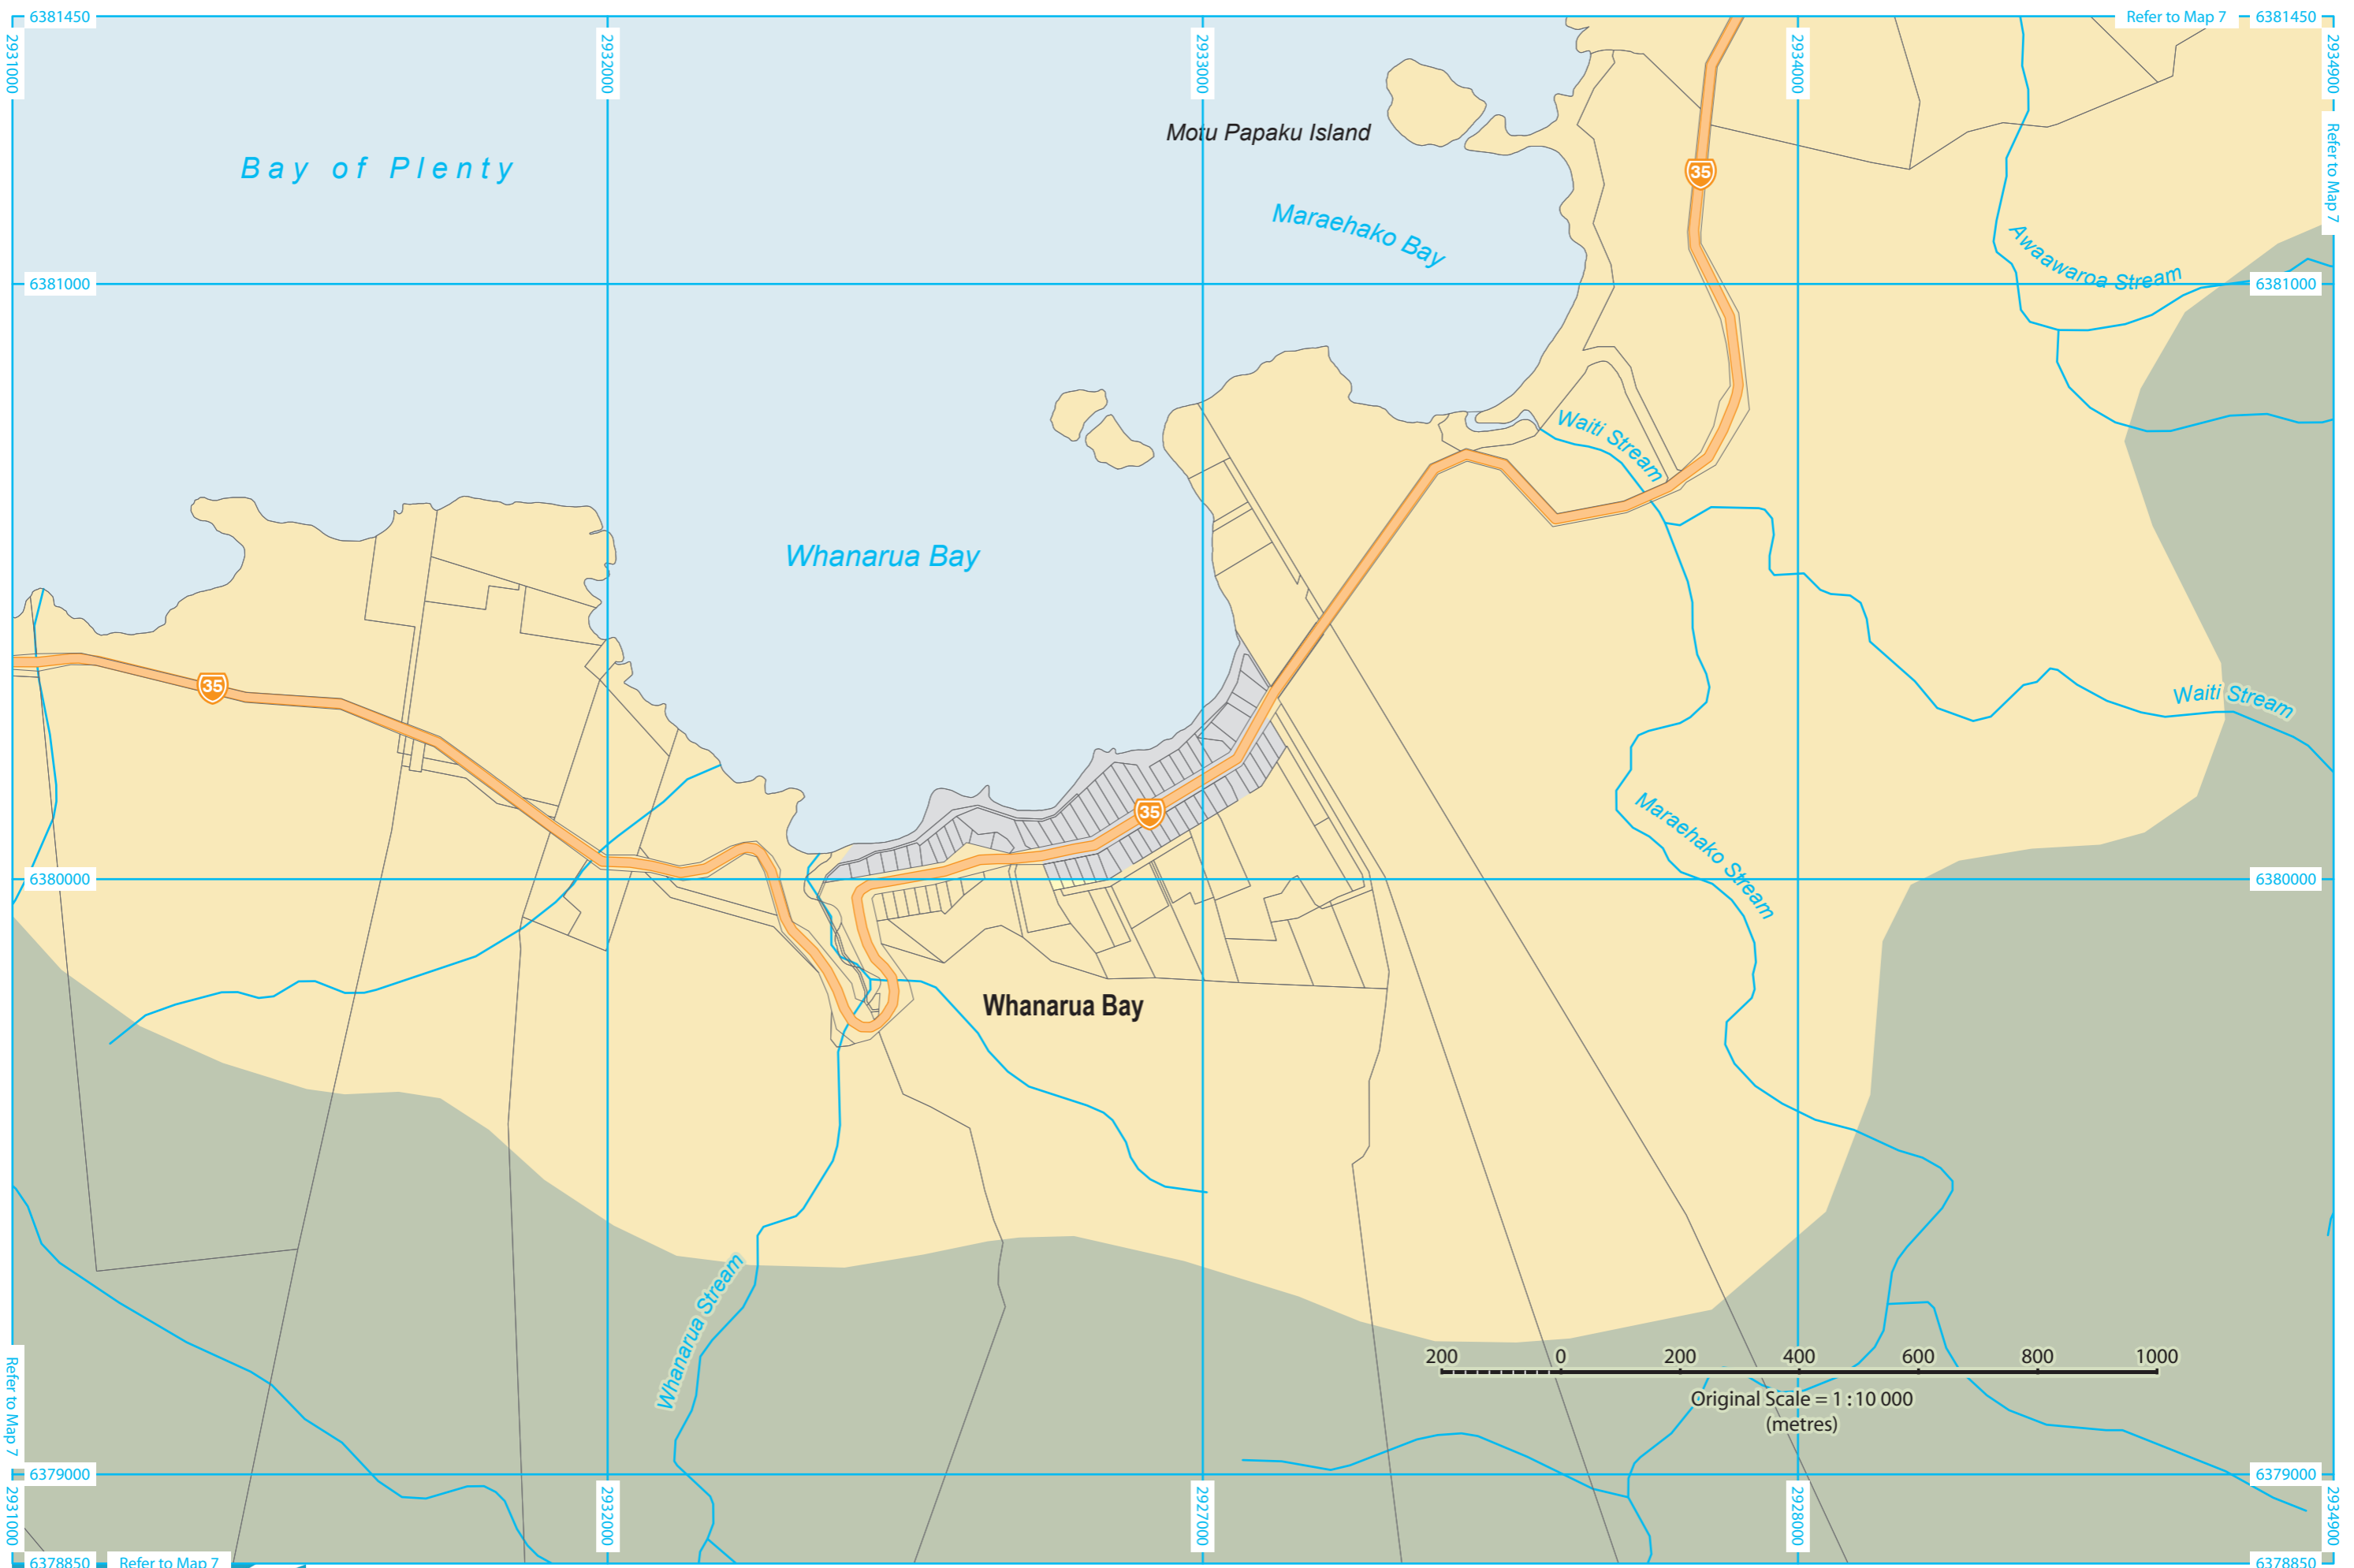 6381450
Refer to Map 7
6381450
2931000
2932000
2933000
2934000
2934900
Refer to Map 7
Motu Papaku Island
Bay of Plenty
35
Maraehako Bay
Awaawaroa Stream
6381000
6381000
Waiti Stream
Whanarua Bay
35
Waiti Stream
35
Maraehako Stream
6380000
6380000
Whanarua Bay
Whanarua Stream
200 0 200 400 600 800 1000
Original Scale = 1 : 10 000
(metres)
Refer to Map 7
6379000
6379000
2931000
2932000
2927000
2928000
2934900
6378850
Refer to Map 7
6378850